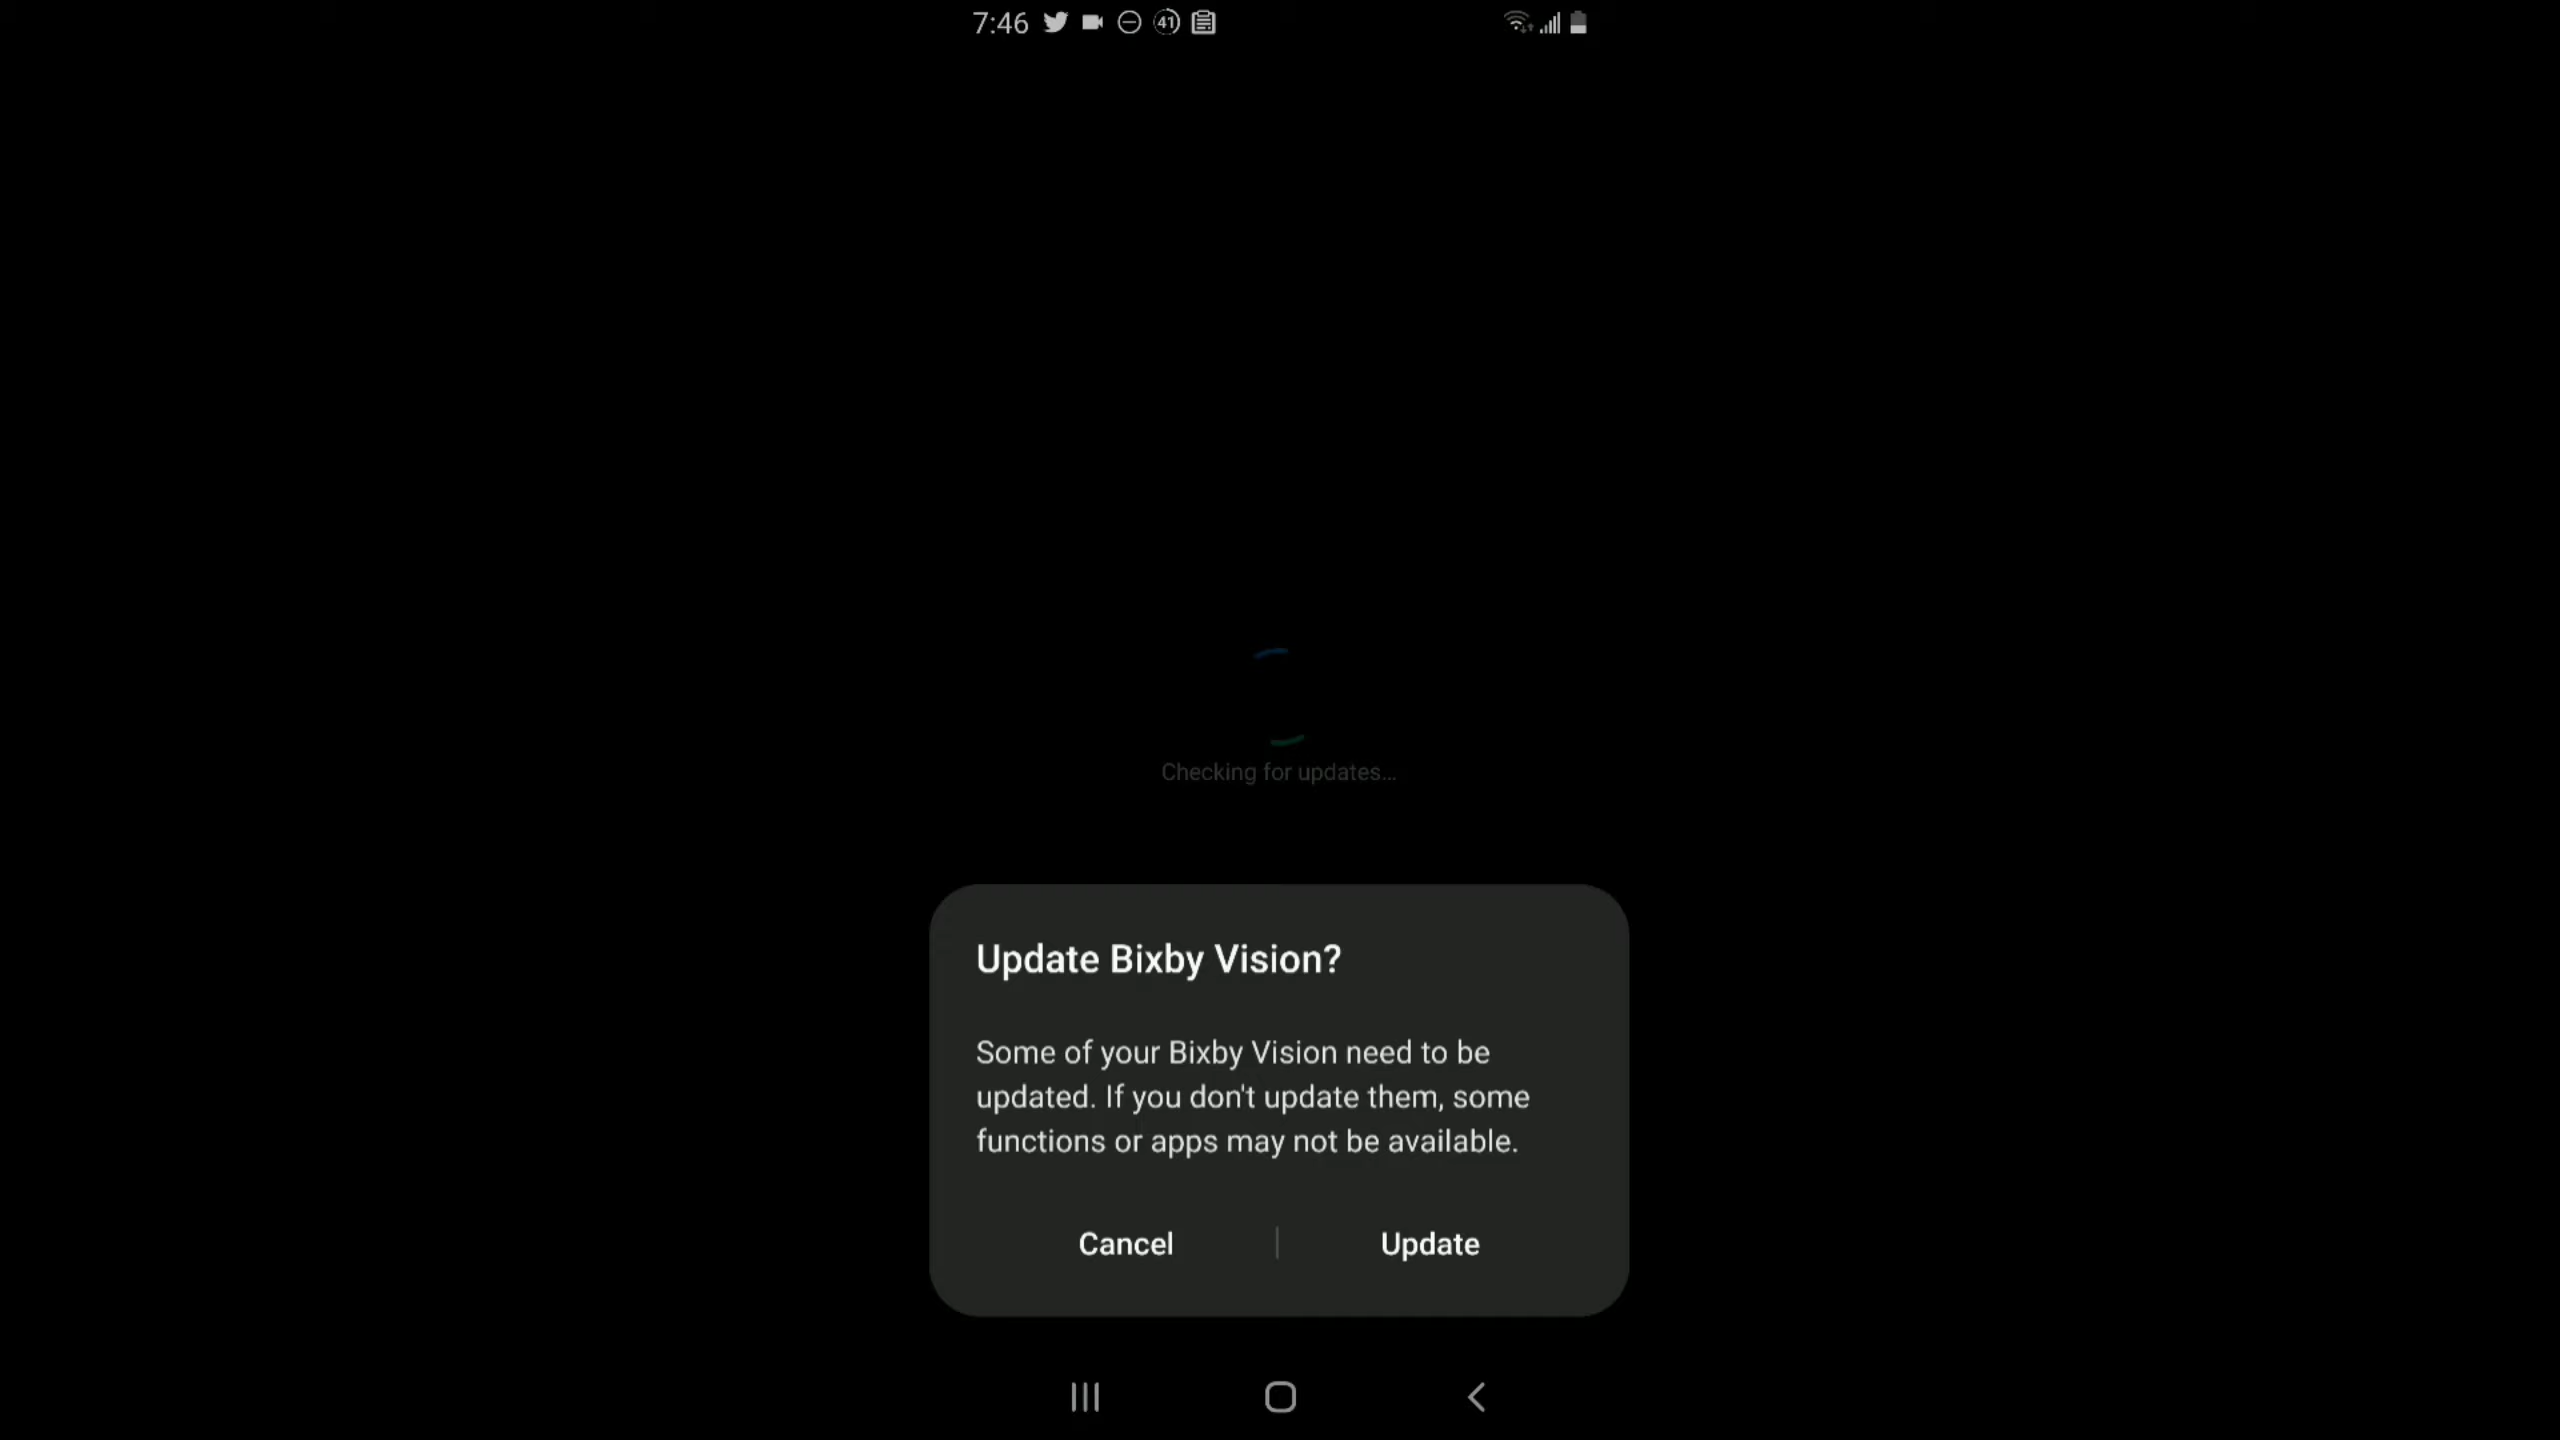 7:46 41
Checking for updates...
Update Bixby Vision?
Some of your Bixby Vision need to be
updated. If you don't update them, some
functions or apps may not be available.
Cancel Update